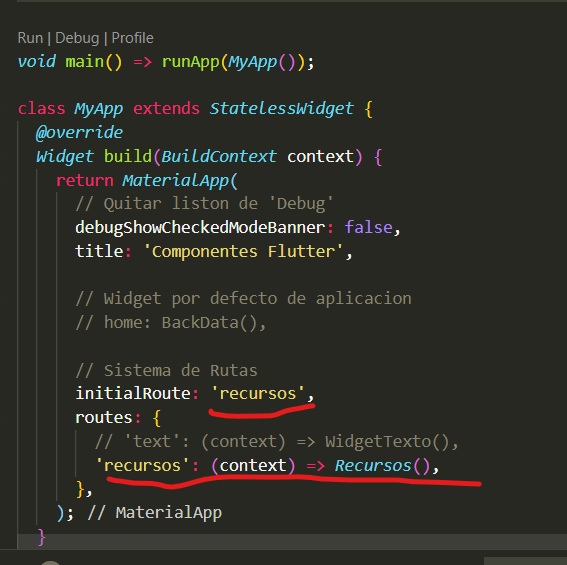 Run | Debug | Profile
void main() => runApp(MyApp());
class MyApp extends StatelessWidget {
@override
Widget build(BuildContext context) {
return MaterialApp(
// Quitar liston de 'Debug'
debugShowCheckedModeBanner: false,
title: 'Componentes Flutter',
// Widget por defecto de aplicacion
// home: BackData(),
// Sistema de Rutas
initialRoute: 'recursos',
routes: {
// 'text': (context) => WidgetTexto(),
'recursos': (context) => Recursos(),
},
); // MaterialApp
}